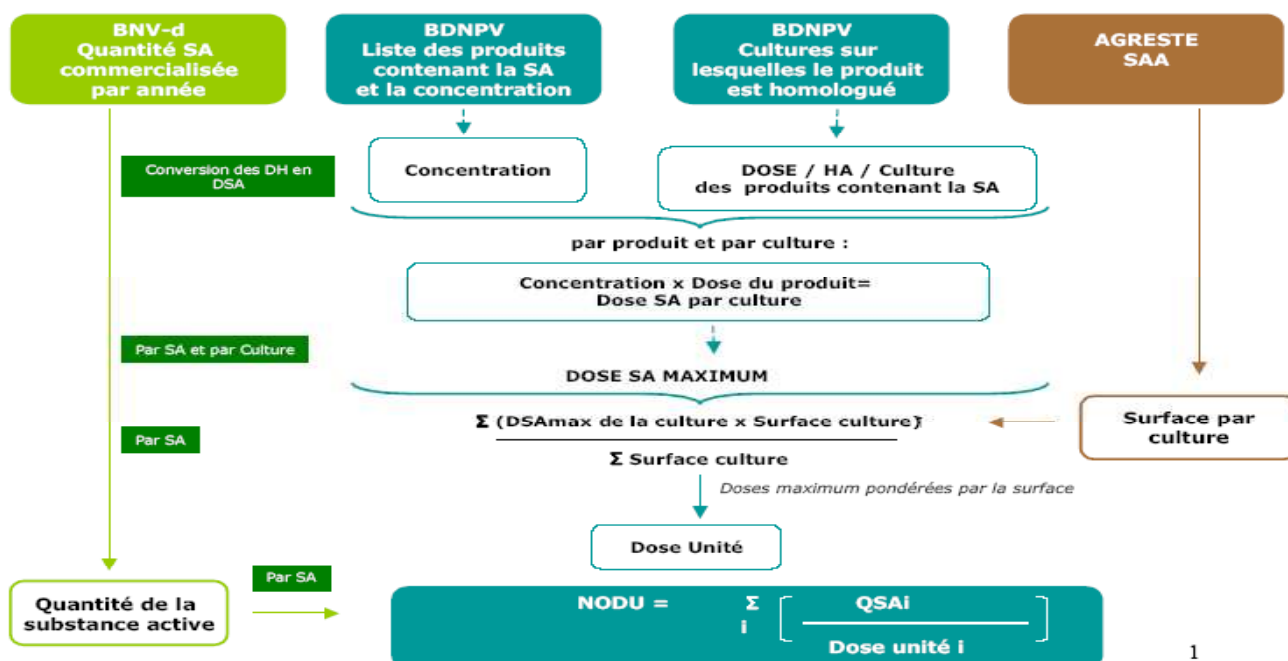 BNV-d
Quantité SA
commercialisée
par année
BDNPV
Liste des produits
contenant la SA
et la concentration
BDNPV
Cultures sur
lesquelles le produit
est homologué
AGRESTE
SAA
Conversion des DH en
DSA
Concentration
DOSE / HA / Culture
des produits contenant la SA
par produit et par culture :
Concentration x Dose du produit=
Dose SA par culture
Par SA et par Culture
DOSE SA MAXIMUM
Par SA
Σ (DSAmax de la culture x Surface culture)
Σ Surface culture
Surface par
culture
Doses maximum pondérées par la surface
Dose Unité
Par SA
Quantité de la
substance active
NODU = Σ QSAi
i
Dose unité i
1